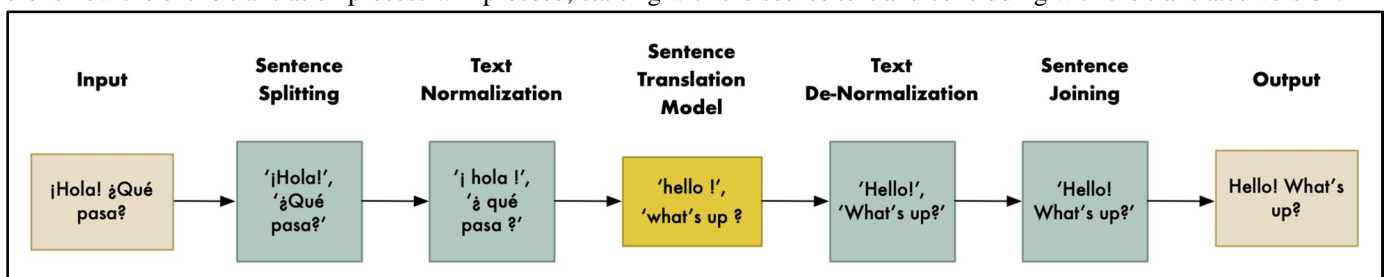 Input
Sentence
Splitting
Text
Normalization
Sentence
Translation
Model
Text
De-Normalization
Sentence
Joining
Output
¡Hola! ¿Qué
pasa?
‘¡Hola!’,
‘¿Qué
pasa?’
‘¡ hola !’,
‘¿ qué
pasa ?’
‘hello !’,
‘what’s up ?
‘Hello!’,
‘What’s up?’
‘Hello!
What’s up?’
Hello! What’s
up?